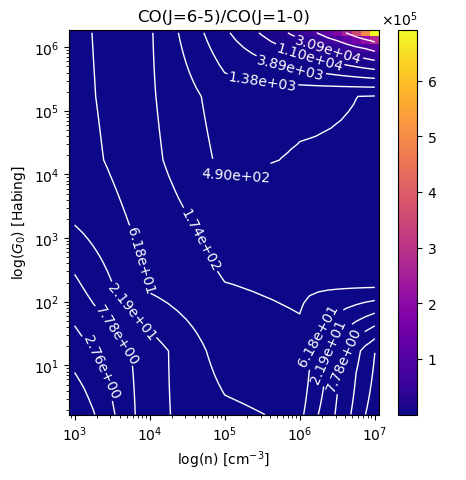 CO(J=6-5)/CO(J=1-0)
×10⁵
10⁶
10⁵
10⁴
10³
10²
10¹
log(G₀) [Habing]
3.09e+04
1.10e+04
3.89e+03
1.38e+03
4.90e+02
1.74e+02
6.18e+01
2.19e+01
7.78e+00
2.76e+00
6.18e+01
2.19e+01
7.78e+00
6
5
4
3
2
1
10³
10⁴
10⁵
10⁶
10⁷
log(n) [cm⁻³]